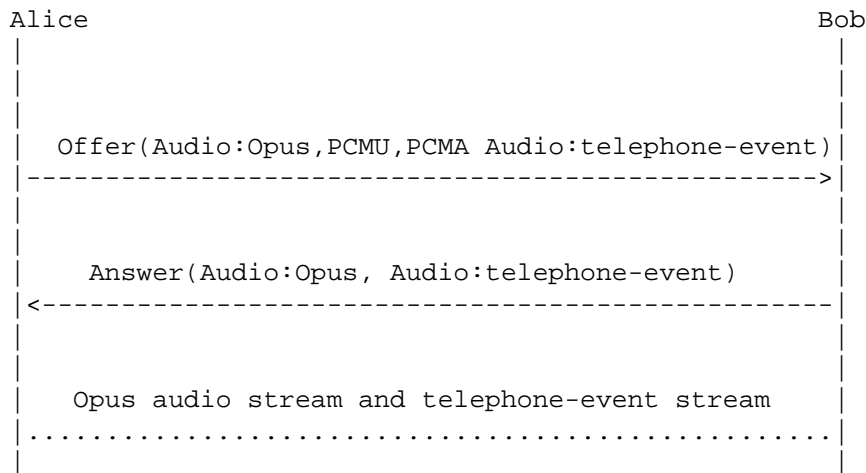 Alice Bob
Offer(Audio:Opus,PCMU,PCMA Audio:telephone-event)
Answer(Audio:Opus, Audio:telephone-event)
Opus audio stream and telephone-event stream